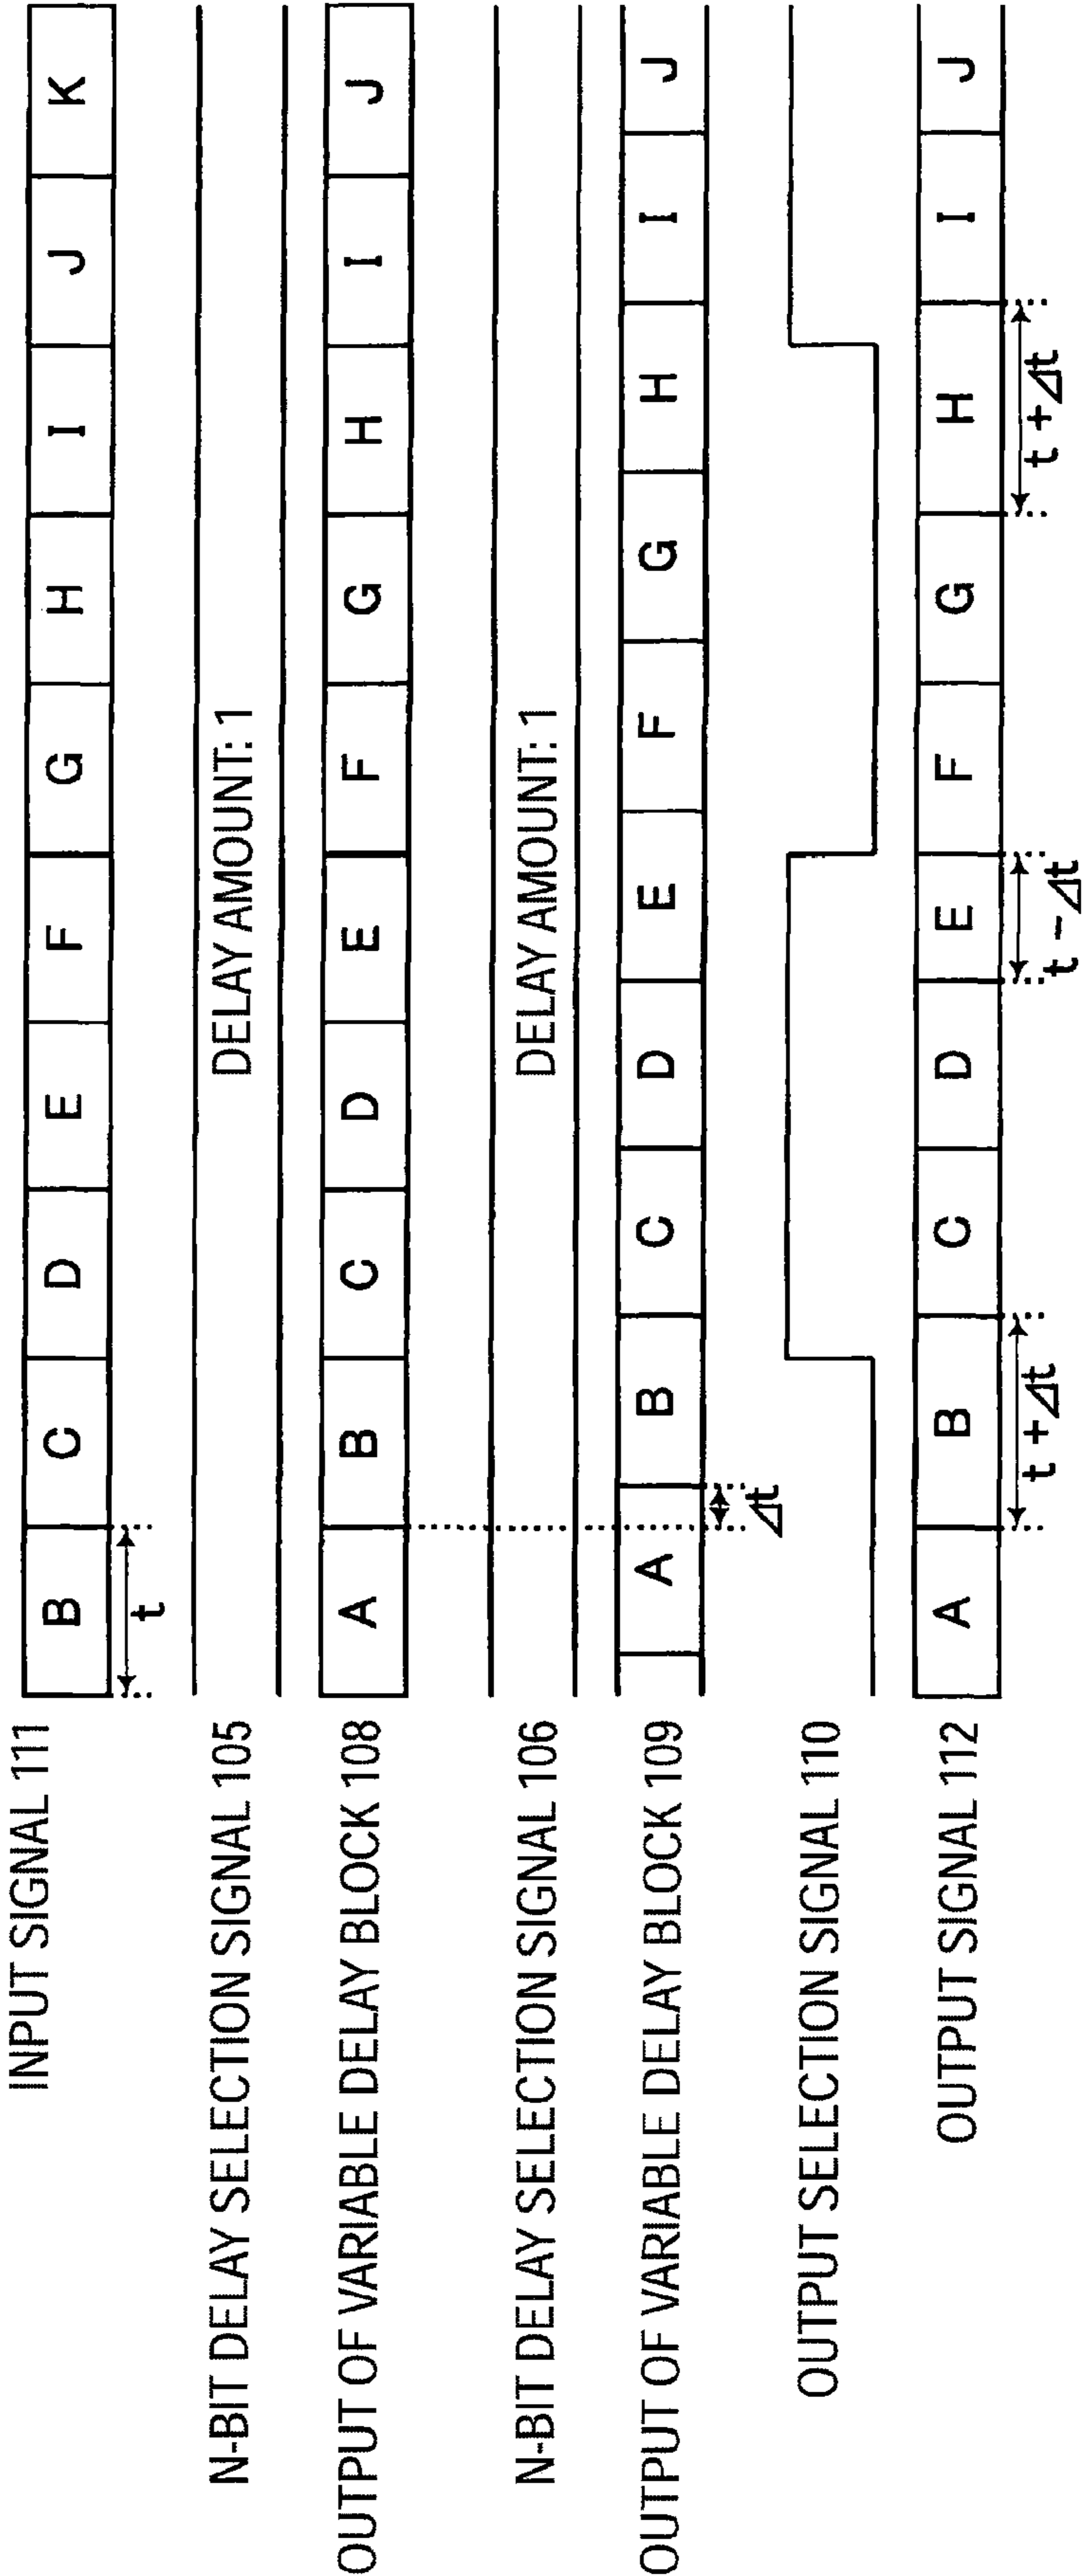 INPUT SIGNAL 111
B C D E F G H I J K
t
N-BIT DELAY SELECTION SIGNAL 105
DELAY AMOUNT: 1
OUTPUT OF VARIABLE DELAY BLOCK 108
A B C D E F G H I J
N-BIT DELAY SELECTION SIGNAL 106
DELAY AMOUNT: 1
OUTPUT OF VARIABLE DELAY BLOCK 109
A B C D E F G H I J
Δt
OUTPUT SELECTION SIGNAL 110
OUTPUT SIGNAL 112
A B C D E F G H I J
t + Δt
t − Δt
t + Δt